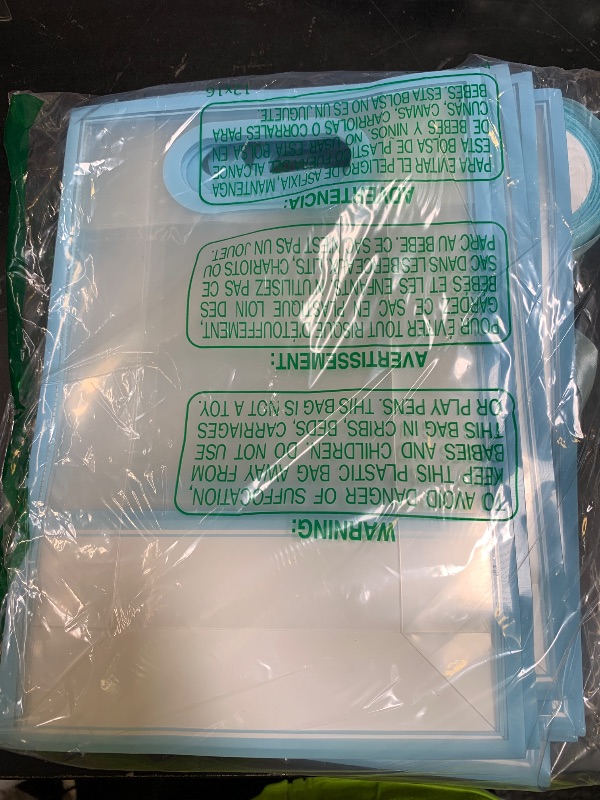 WARNING:
TO AVOID DANGER OF SUFFOCATION,
KEEP THIS PLASTIC BAG AWAY FROM
BABIES AND CHILDREN. DO NOT USE
THIS BAG IN CRIBS, BEDS, CARRIAGES
OR PLAY PENS. THIS BAG IS NOT A TOY.
AVERTISSEMENT:
POUR ÉVITER TOUT RISQUE D'ÉTOUFFEMENT,
GARDEZ CE SAC EN PLASTIQUE LOIN DES
BÉBÉS ET LES ENFANTS. N'UTILISEZ PAS CE
SAC DANS LES BERCEAUX, LITS, CHARIOTS OU
PARC AU BEBE. CE SAC N'EST PAS UN JOUET.
ADVERTENCIA:
PARA EVITAR EL PELIGRO DE ASFIXIA, MANTENGA
ESTA BOLSA DE PLASTICO ALCANCE
DE BEBES Y NINOS. NO USAR ESTA BOLSA EN
CUNAS, CAMAS, CARRIOLAS O CORRALES PARA
BEBES. ESTA BOLSA NO ES UN JUGUETE
12x16